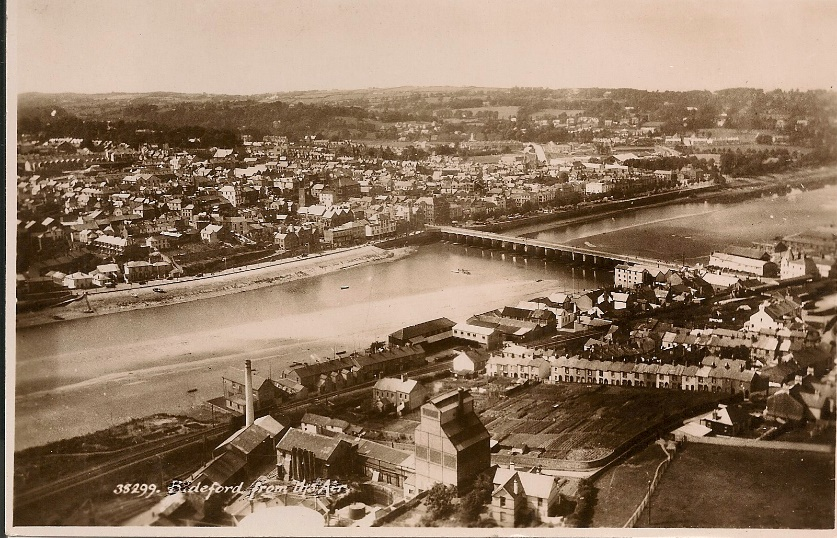 35299. Bideford from the Air.